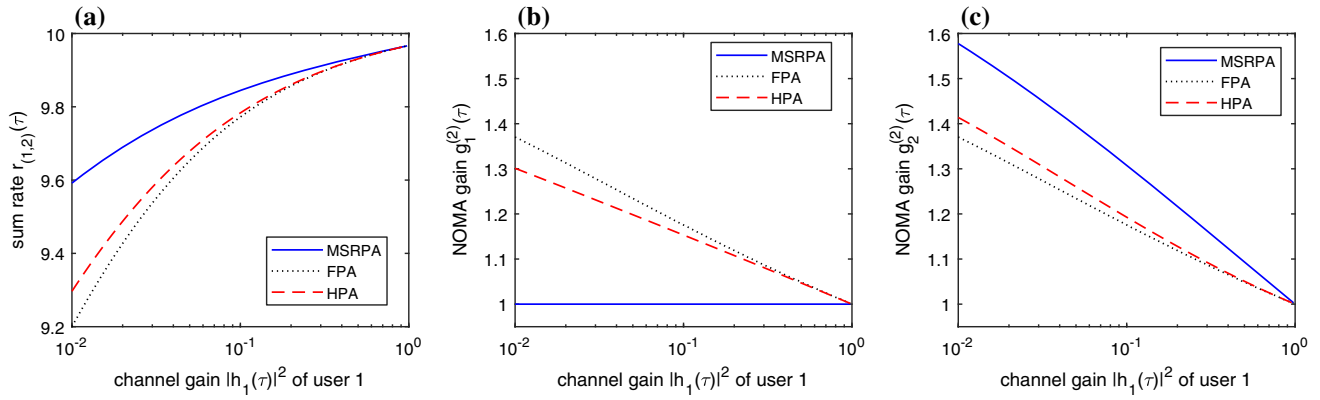 (a)
10
9.8
9.6
9.4
9.2
sum rate r(1,2)(τ)
MSRPA
FPA
HPA
10^-2
10^-1
10^0
channel gain |h1(τ)|^2 of user 1
(b)
1.6
1.5
1.4
1.3
1.2
1.1
1
NOMA gain g1^(2)(τ)
MSRPA
FPA
HPA
10^-2
10^-1
10^0
channel gain |h1(τ)|^2 of user 1
(c)
1.6
1.5
1.4
1.3
1.2
1.1
1
NOMA gain g2^(2)(τ)
MSRPA
FPA
HPA
10^-2
10^-1
10^0
channel gain |h1(τ)|^2 of user 1